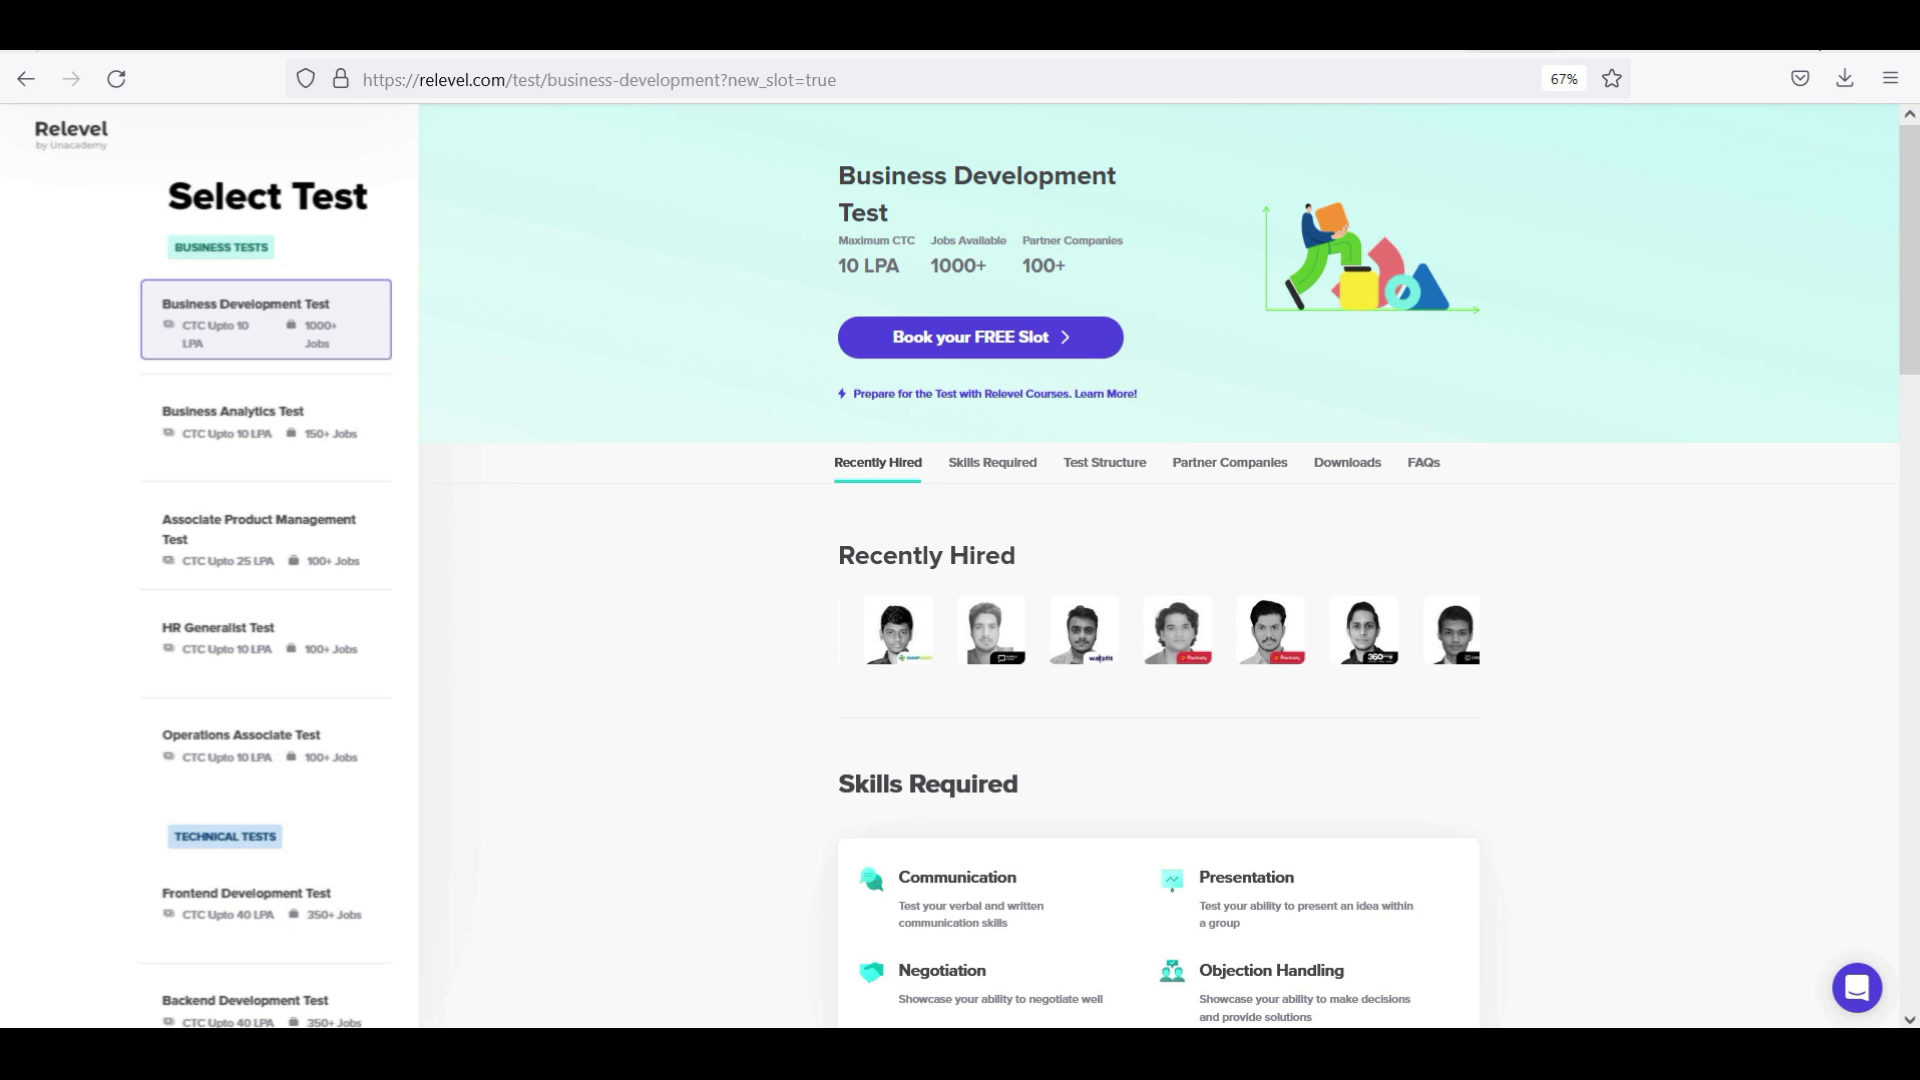 https://relevel.com/test/business-development?new_slot=true
67%
Relevel
by Unacademy
Select Test
BUSINESS TESTS
Business Development Test
CTC Upto 10 LPA
1000+ Jobs
Business Analytics Test
CTC Upto 10 LPA 150+ Jobs
Associate Product Management
Test
CTC Upto 25 LPA 100+ Jobs
HR Generalist Test
CTC Upto 10 LPA 100+ Jobs
Operations Associate Test
CTC Upto 10 LPA 100+ Jobs
TECHNICAL TESTS
Frontend Development Test
CTC Upto 40 LPA 350+ Jobs
Backend Development Test
CTC Upto 40 LPA 350+ Jobs
Business Development
Test
Maximum CTC Jobs Available Partner Companies
10 LPA 1000+ 100+
Book your FREE Slot
Prepare for the Test with Relevel Courses. Learn More!
Recently Hired Skills Required Test Structure Partner Companies Downloads FAQs
Recently Hired
360
Skills Required
Communication
Test your verbal and written
communication skills
Presentation
Test your ability to present an idea within
a group
Negotiation
Showcase your ability to negotiate well
Objection Handling
Showcase your ability to make decisions
and provide solutions